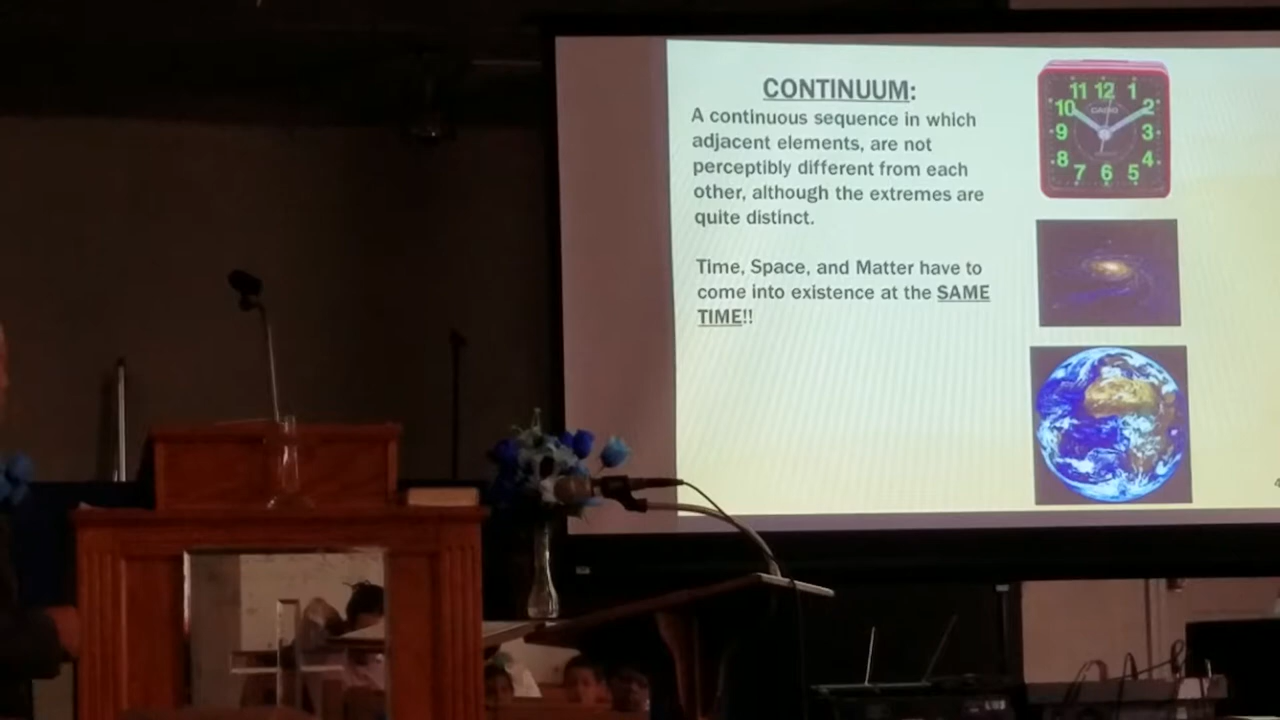 CONTINUUM:
A continuous sequence in which
adjacent elements, are not
perceptibly different from each
other, although the extremes are
quite distinct.
Time, Space, and Matter have to
come into existence at the SAME
TIME!!
11 12 1
10 2
CASIO
9 3
8 4
7 6 5
4